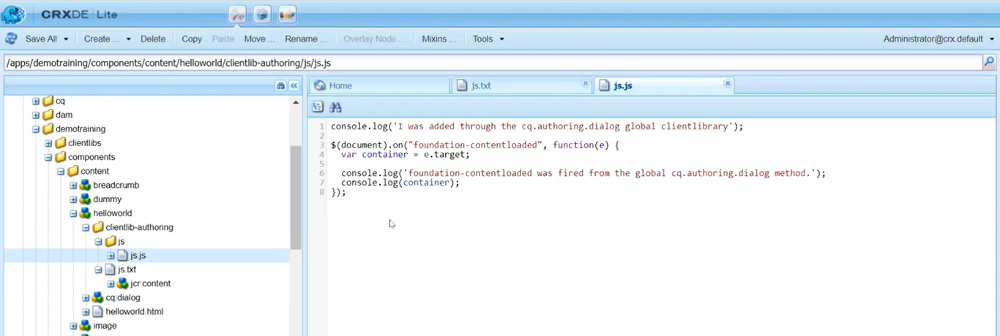 CRXDE | Lite
Save All Create ... Delete Copy Paste Move ... Rename ... Overlay Node ... Mixins ... Tools Administrator@crx.default
/apps/demotraining/components/content/helloworld/clientlib-authoring/js/js.js
Home js.txt js.js
cq
dam
demotraining
clientlibs
components
content
breadcrumb
dummy
helloworld
clientlib-authoring
js
js.js
js.txt
jcr:content
cq:dialog
helloworld.html
image
1 console.log('I was added through the cq.authoring.dialog global clientlibrary');
2
3 $(document).on("foundation-contentloaded", function(e) {
4 var container = e.target;
5
6 console.log('foundation-contentloaded was fired from the global cq.authoring.dialog method.');
7 console.log(container);
8 });